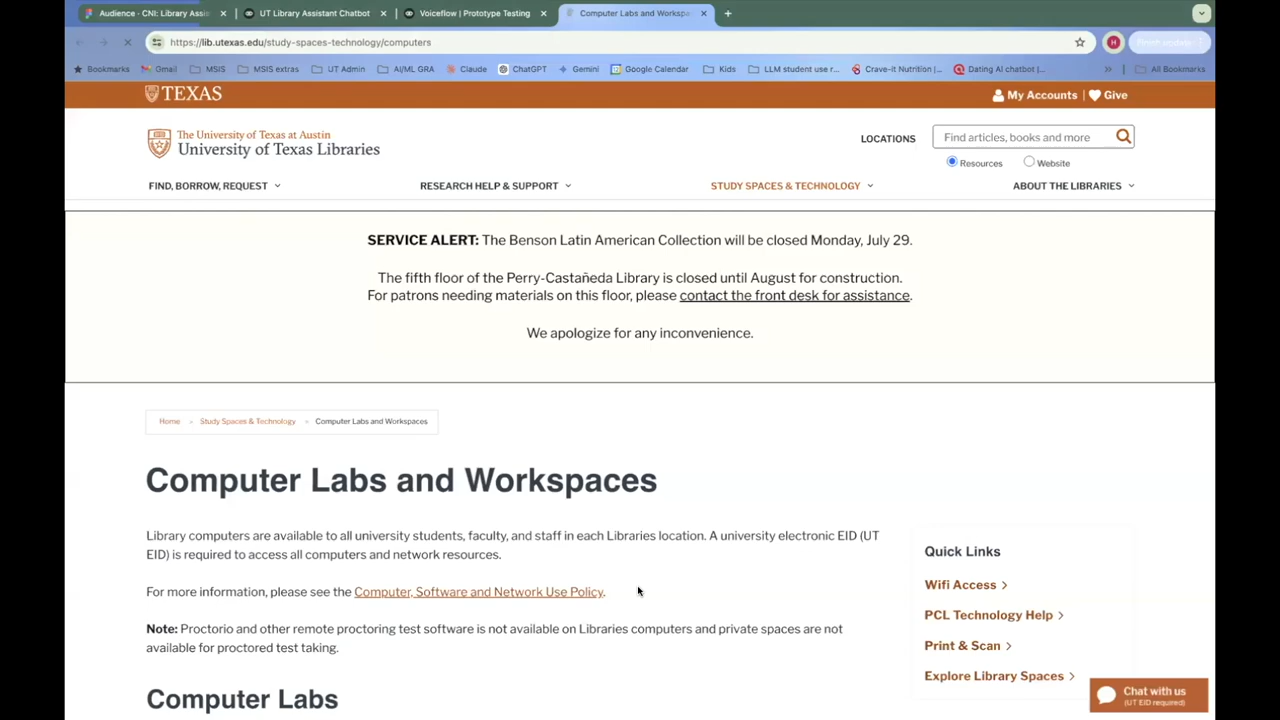 Audience · CNI: Library Assis
UT Library Assistant Chatbot
Voiceflow | Prototype Testing
Computer Labs and Workspa
https://lib.utexas.edu/study-spaces-technology/computers
H
Bookmarks
Gmail
MSIS
MSIS extras
UT Admin
AI/ML GRA
Claude
ChatGPT
Gemini
Google Calendar
Kids
LLM student use r...
Crave-it Nutrition |...
Dating AI chatbot |...
»
All Bookmarks
TEXAS
My Accounts | Give
The University of Texas at Austin
University of Texas Libraries
LOCATIONS
Find articles, books and more
Resources
Website
FIND, BORROW, REQUEST
RESEARCH HELP & SUPPORT
STUDY SPACES & TECHNOLOGY
ABOUT THE LIBRARIES
SERVICE ALERT: The Benson Latin American Collection will be closed Monday, July 29.
The fifth floor of the Perry-Castañeda Library is closed until August for construction.
For patrons needing materials on this floor, please contact the front desk for assistance.
We apologize for any inconvenience.
Home > Study Spaces & Technology > Computer Labs and Workspaces
Computer Labs and Workspaces
Library computers are available to all university students, faculty, and staff in each Libraries location. A university electronic EID (UT
EID) is required to access all computers and network resources.
For more information, please see the Computer, Software and Network Use Policy.
Note: Proctorio and other remote proctoring test software is not available on Libraries computers and private spaces are not
available for proctored test taking.
Computer Labs
Quick Links
Wifi Access >
PCL Technology Help >
Print & Scan >
Explore Library Spaces >
Chat with us
(UT EID required)